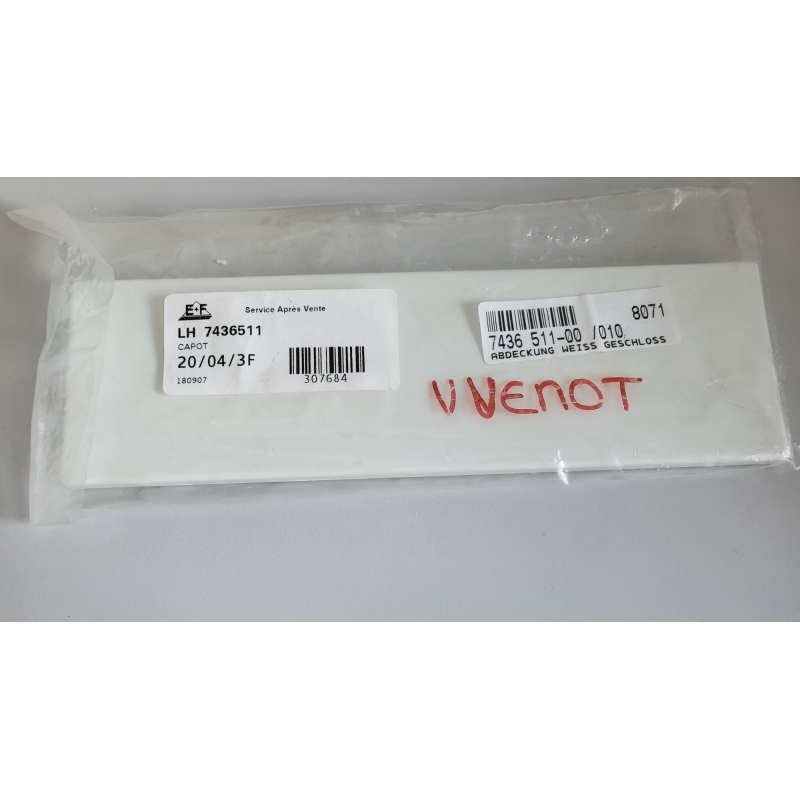 E+F
Service Après Vente
LH 7436511
CAPOT
20/04/3F
180907
307684
8071
7436 511-00 /010
ABDECKUNG WEISS GESCHLOSS
VVENOT